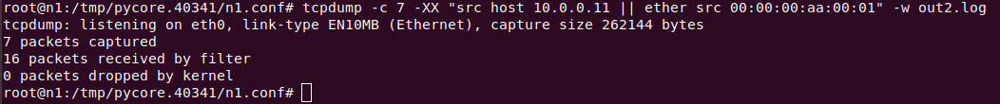 root@n1:/tmp/pycore.40341/n1.conf# tcpdump -c 7 -XX "src host 10.0.0.11 || ether src 00:00:00:aa:00:01" -w out2.log
tcpdump: listening on eth0, link-type EN10MB (Ethernet), capture size 262144 bytes
7 packets captured
16 packets received by filter
0 packets dropped by kernel
root@n1:/tmp/pycore.40341/n1.conf#